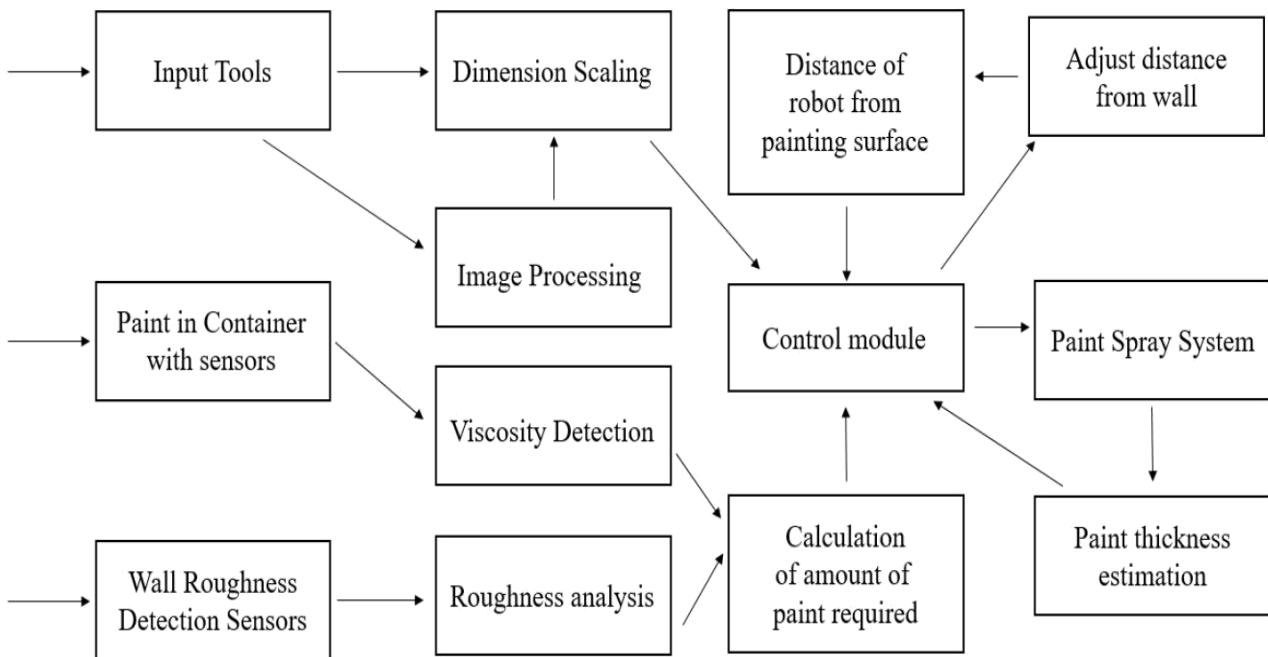 Input Tools
Dimension Scaling
Distance of
robot from
painting surface
Adjust distance
from wall
Image Processing
Paint in Container
with sensors
Control module
Paint Spray System
Viscosity Detection
Wall Roughness
Detection Sensors
Roughness analysis
Calculation
of amount of
paint required
Paint thickness
estimation